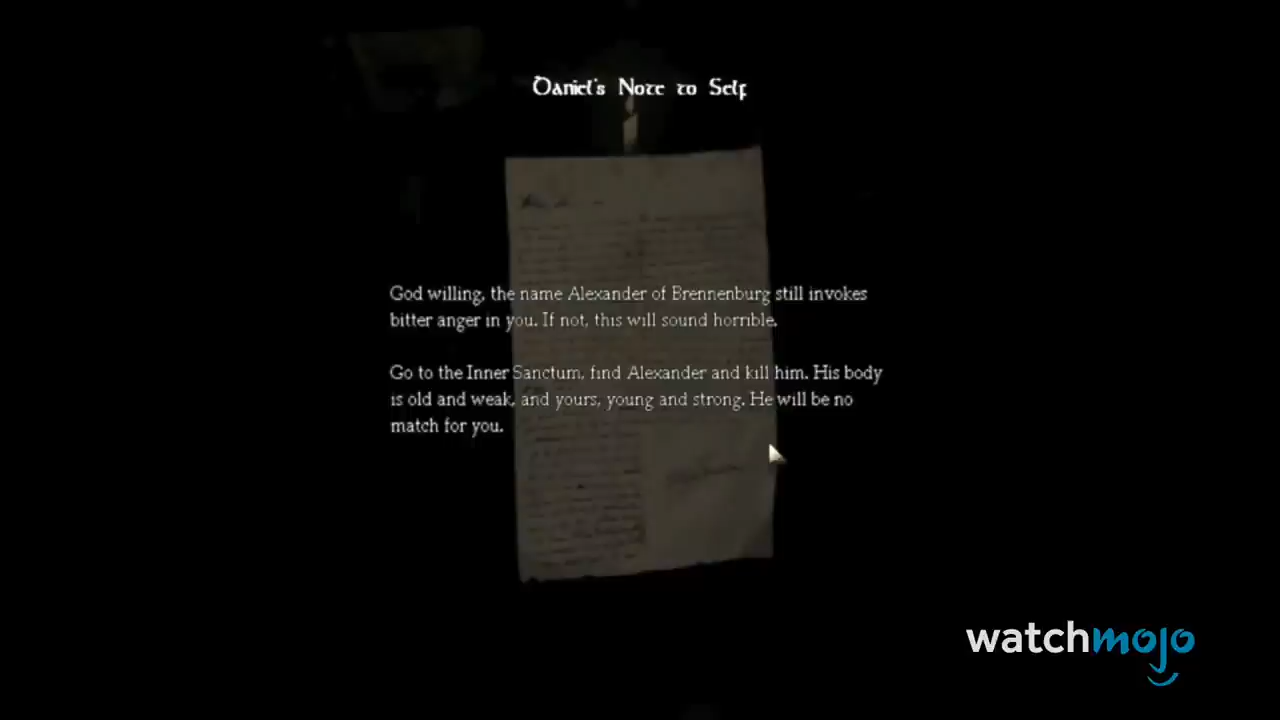 Daniel's Note to Self
God willing, the name Alexander of Brennenburg still invokes
bitter anger in you. If not, this will sound horrible.
Go to the Inner Sanctum, find Alexander and kill him. His body
is old and weak, and yours, young and strong. He will be no
match for you.
watchmojo